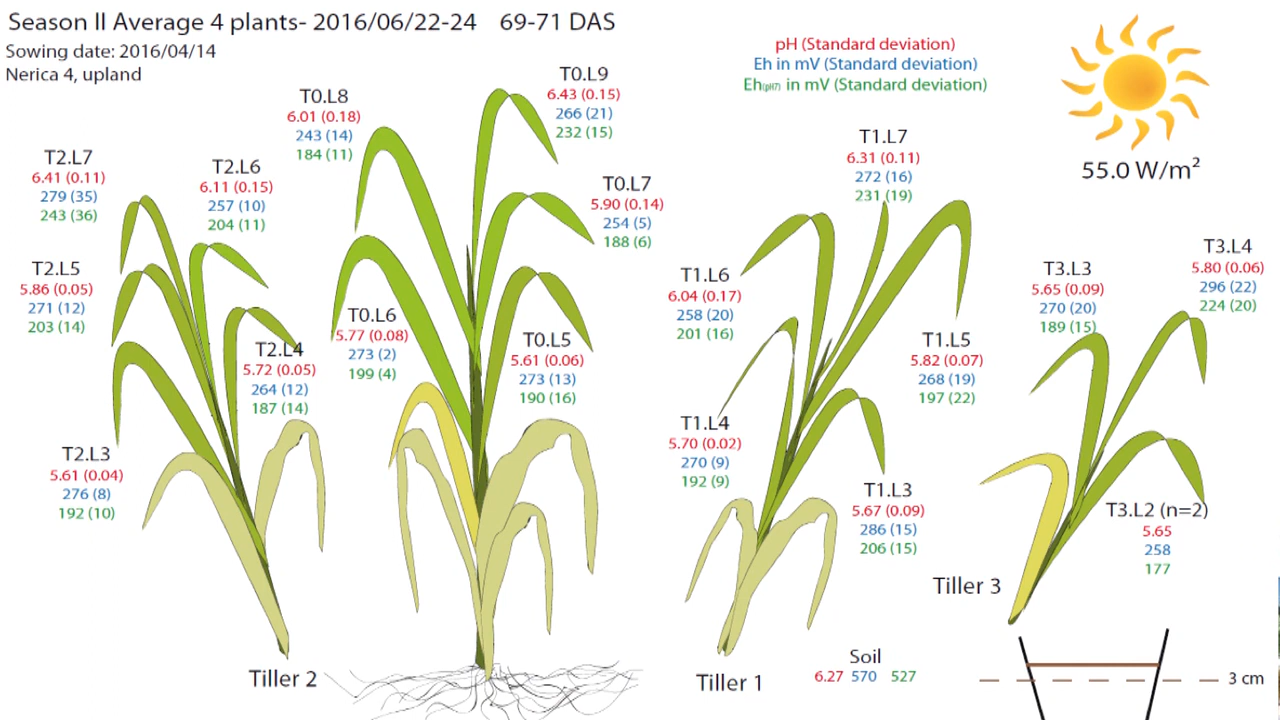 Season II Average 4 plants- 2016/06/22-24 69-71 DAS
Sowing date: 2016/04/14
Nerica 4, upland
pH (Standard deviation)
Eh in mV (Standard deviation)
Eh(pH7) in mV (Standard deviation)
55.0 W/m²
T2.L7
6.41 (0.11)
279 (35)
243 (36)
T2.L6
6.11 (0.15)
257 (10)
204 (11)
T2.L5
5.86 (0.05)
271 (12)
203 (14)
T2.L4
5.72 (0.05)
264 (12)
187 (14)
T2.L3
5.61 (0.04)
276 (8)
192 (10)
Tiller 2
T0.L8
6.01 (0.18)
243 (14)
184 (11)
T0.L9
6.43 (0.15)
266 (21)
232 (15)
T0.L7
5.90 (0.14)
254 (5)
188 (6)
T0.L6
5.77 (0.08)
273 (2)
199 (4)
T0.L5
5.61 (0.06)
273 (13)
190 (16)
T1.L7
6.31 (0.11)
272 (16)
231 (19)
T1.L6
6.04 (0.17)
258 (20)
201 (16)
T1.L5
5.82 (0.07)
268 (19)
197 (22)
T1.L4
5.70 (0.02)
270 (9)
192 (9)
T1.L3
5.67 (0.09)
286 (15)
206 (15)
Tiller 1
T3.L4
5.80 (0.06)
296 (22)
224 (20)
T3.L3
5.65 (0.09)
270 (20)
189 (15)
T3.L2 (n=2)
5.65
258
177
Tiller 3
Soil
6.27 570 527
3 cm